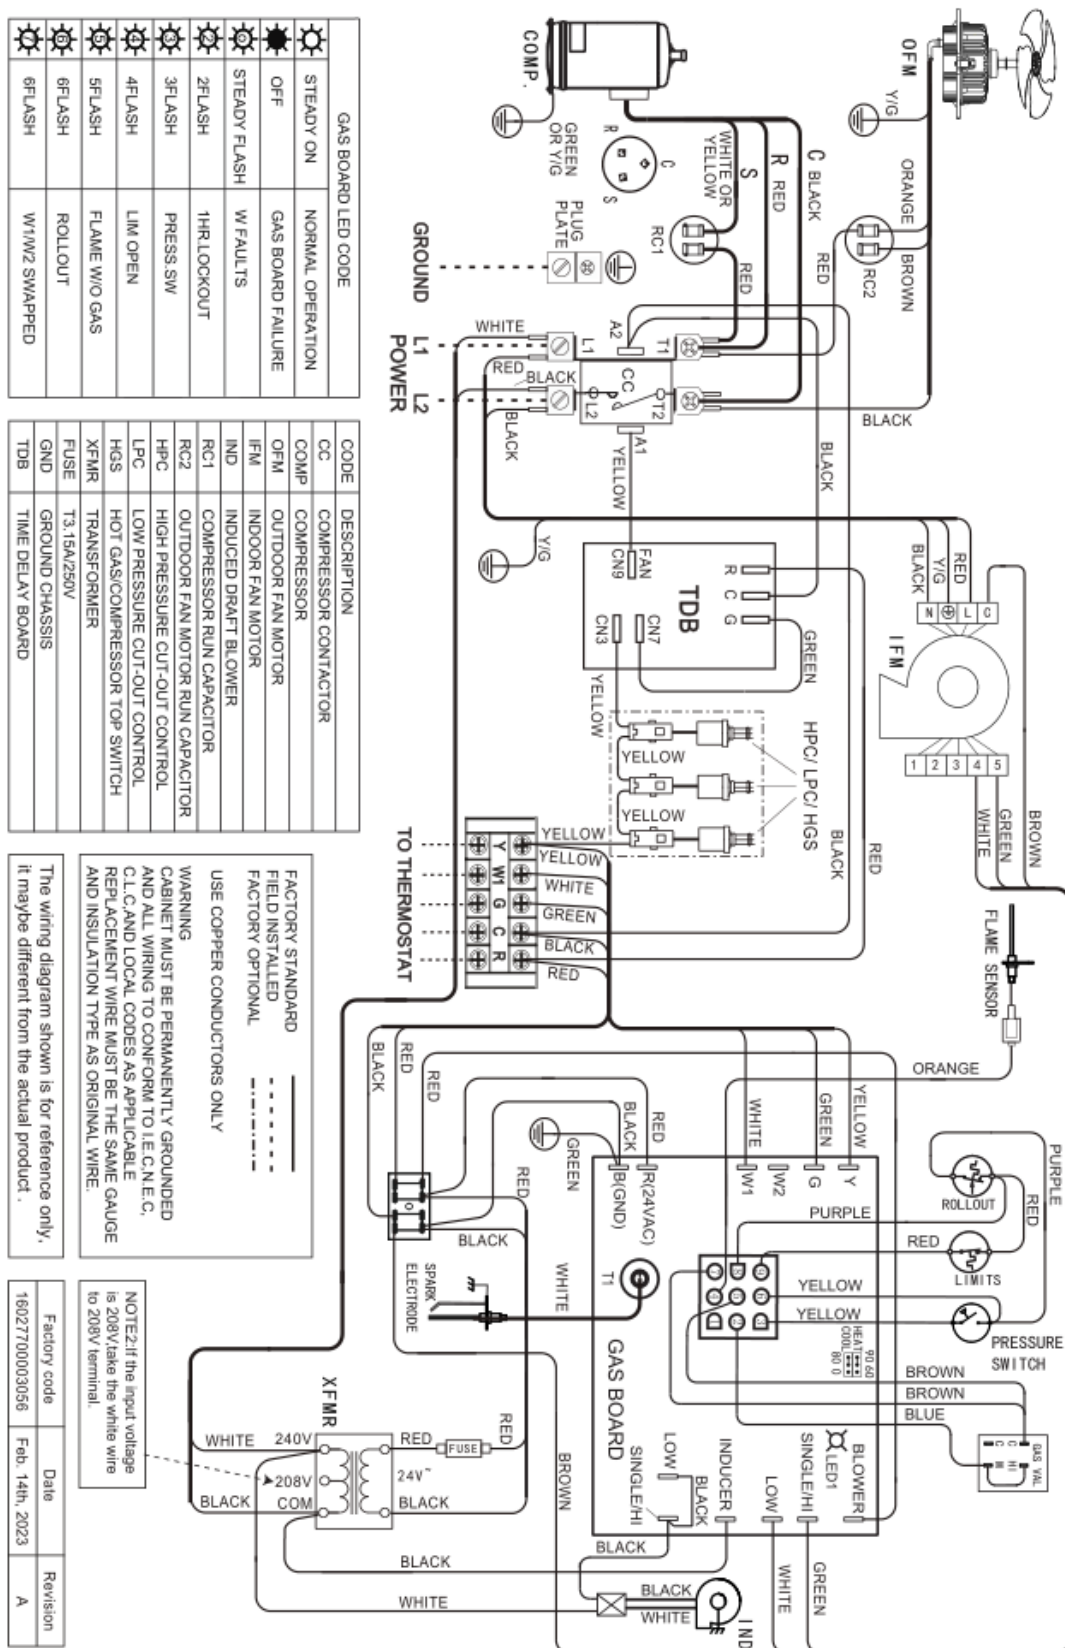 OFM
Y/G
ORANGE
BROWN
RC2
RED
BLACK
COMP.
GREEN
OR Y/G
R
C
S
C BLACK
R RED
S
WHITE OR
YELLOW
RC1
RED
PLUG
PLATE
GROUND
L1
POWER
L2
WHITE
RED
BLACK
BLACK
A2
L1
T1
CC
L2
T2
A1
YELLOW
BLACK
Y/G
FAN
CN9
TDB
R
C
G
CN7
CN3
GREEN
YELLOW
YELLOW
YELLOW
HPC/ LPC/ HGS
BLACK
RED
BLACK
Y/G
RED
N
L
C
IFM
1
2
3
4
5
WHITE
GREEN
BROWN
TO THERMOSTAT
Y
W1
G
C
R
YELLOW
YELLOW
WHITE
GREEN
BLACK
RED
FLAME SENSOR
ORANGE
BLACK
RED
RED
BLACK
RED
GREEN
WHITE
GREEN
YELLOW
B(GND)
R(24VAC)
W1
W2
G
Y
PURPLE
ROLLOUT
RED
LIMITS
PURPLE
RED
YELLOW
YELLOW
PRESSURE
SWITCH
RED
BLACK
SPARK
ELECTRODE
WHITE
T1
GAS BOARD
HEAT
COOL
90 60
80 0
BROWN
BROWN
BLUE
GAS VAL
C HI
C M
XFMR
240V
208V
COM
24V~
WHITE
BLACK
RED
FUSE
RED
BLACK
BROWN
LOW
SINGLE/HI
BLACK
INDUCER
LOW
SINGLE/HI
LED1
BLOWER
BLACK
BLACK
WHITE
BLACK
WHITE
IND
WHITE
GREEN
GAS BOARD LED CODE
STEADY ON NORMAL OPERATION
OFF GAS BOARD FAILURE
STEADY FLASH W FAULTS
2FLASH 1HR.LOCKOUT
3FLASH PRESS.SW
4FLASH LIM OPEN
5FLASH FLAME W/O GAS
6FLASH ROLLOUT
6FLASH W1/W2 SWAPPED
CODE DESCRIPTION
CC COMPRESSOR CONTACTOR
COMP COMPRESSOR
OFM OUTDOOR FAN MOTOR
IFM INDOOR FAN MOTOR
IND INDUCED DRAFT BLOWER
RC1 COMPRESSOR RUN CAPACITOR
RC2 OUTDOOR FAN MOTOR RUN CAPACITOR
HPC HIGH PRESSURE CUT-OUT CONTROL
LPC LOW PRESSURE CUT-OUT CONTROL
HGS HOT GAS/COMPRESSOR TOP SWITCH
XFMR TRANSFORMER
FUSE T3.15A/250V
GND GROUND CHASSIS
TDB TIME DELAY BOARD
FACTORY STANDARD
FIELD INSTALLED
FACTORY OPTIONAL
USE COPPER CONDUCTORS ONLY
WARNING
CABINET MUST BE PERMANENTLY GROUNDED
AND ALL WIRING TO CONFORM TO I.E.C,N.E.C,
C.L.C,AND LOCAL CODES AS APPLICABLE
REPLACEMENT WIRE MUST BE THE SAME GAUGE
AND INSULATION TYPE AS ORIGINAL WIRE.
The wiring diagram shown is for reference only,
it maybe different from the actual product .
NOTE2:If the input voltage
is 208V,take the white wire
to 208V terminal.
Factory code Date Revision
16027700003056 Feb. 14th, 2023 A